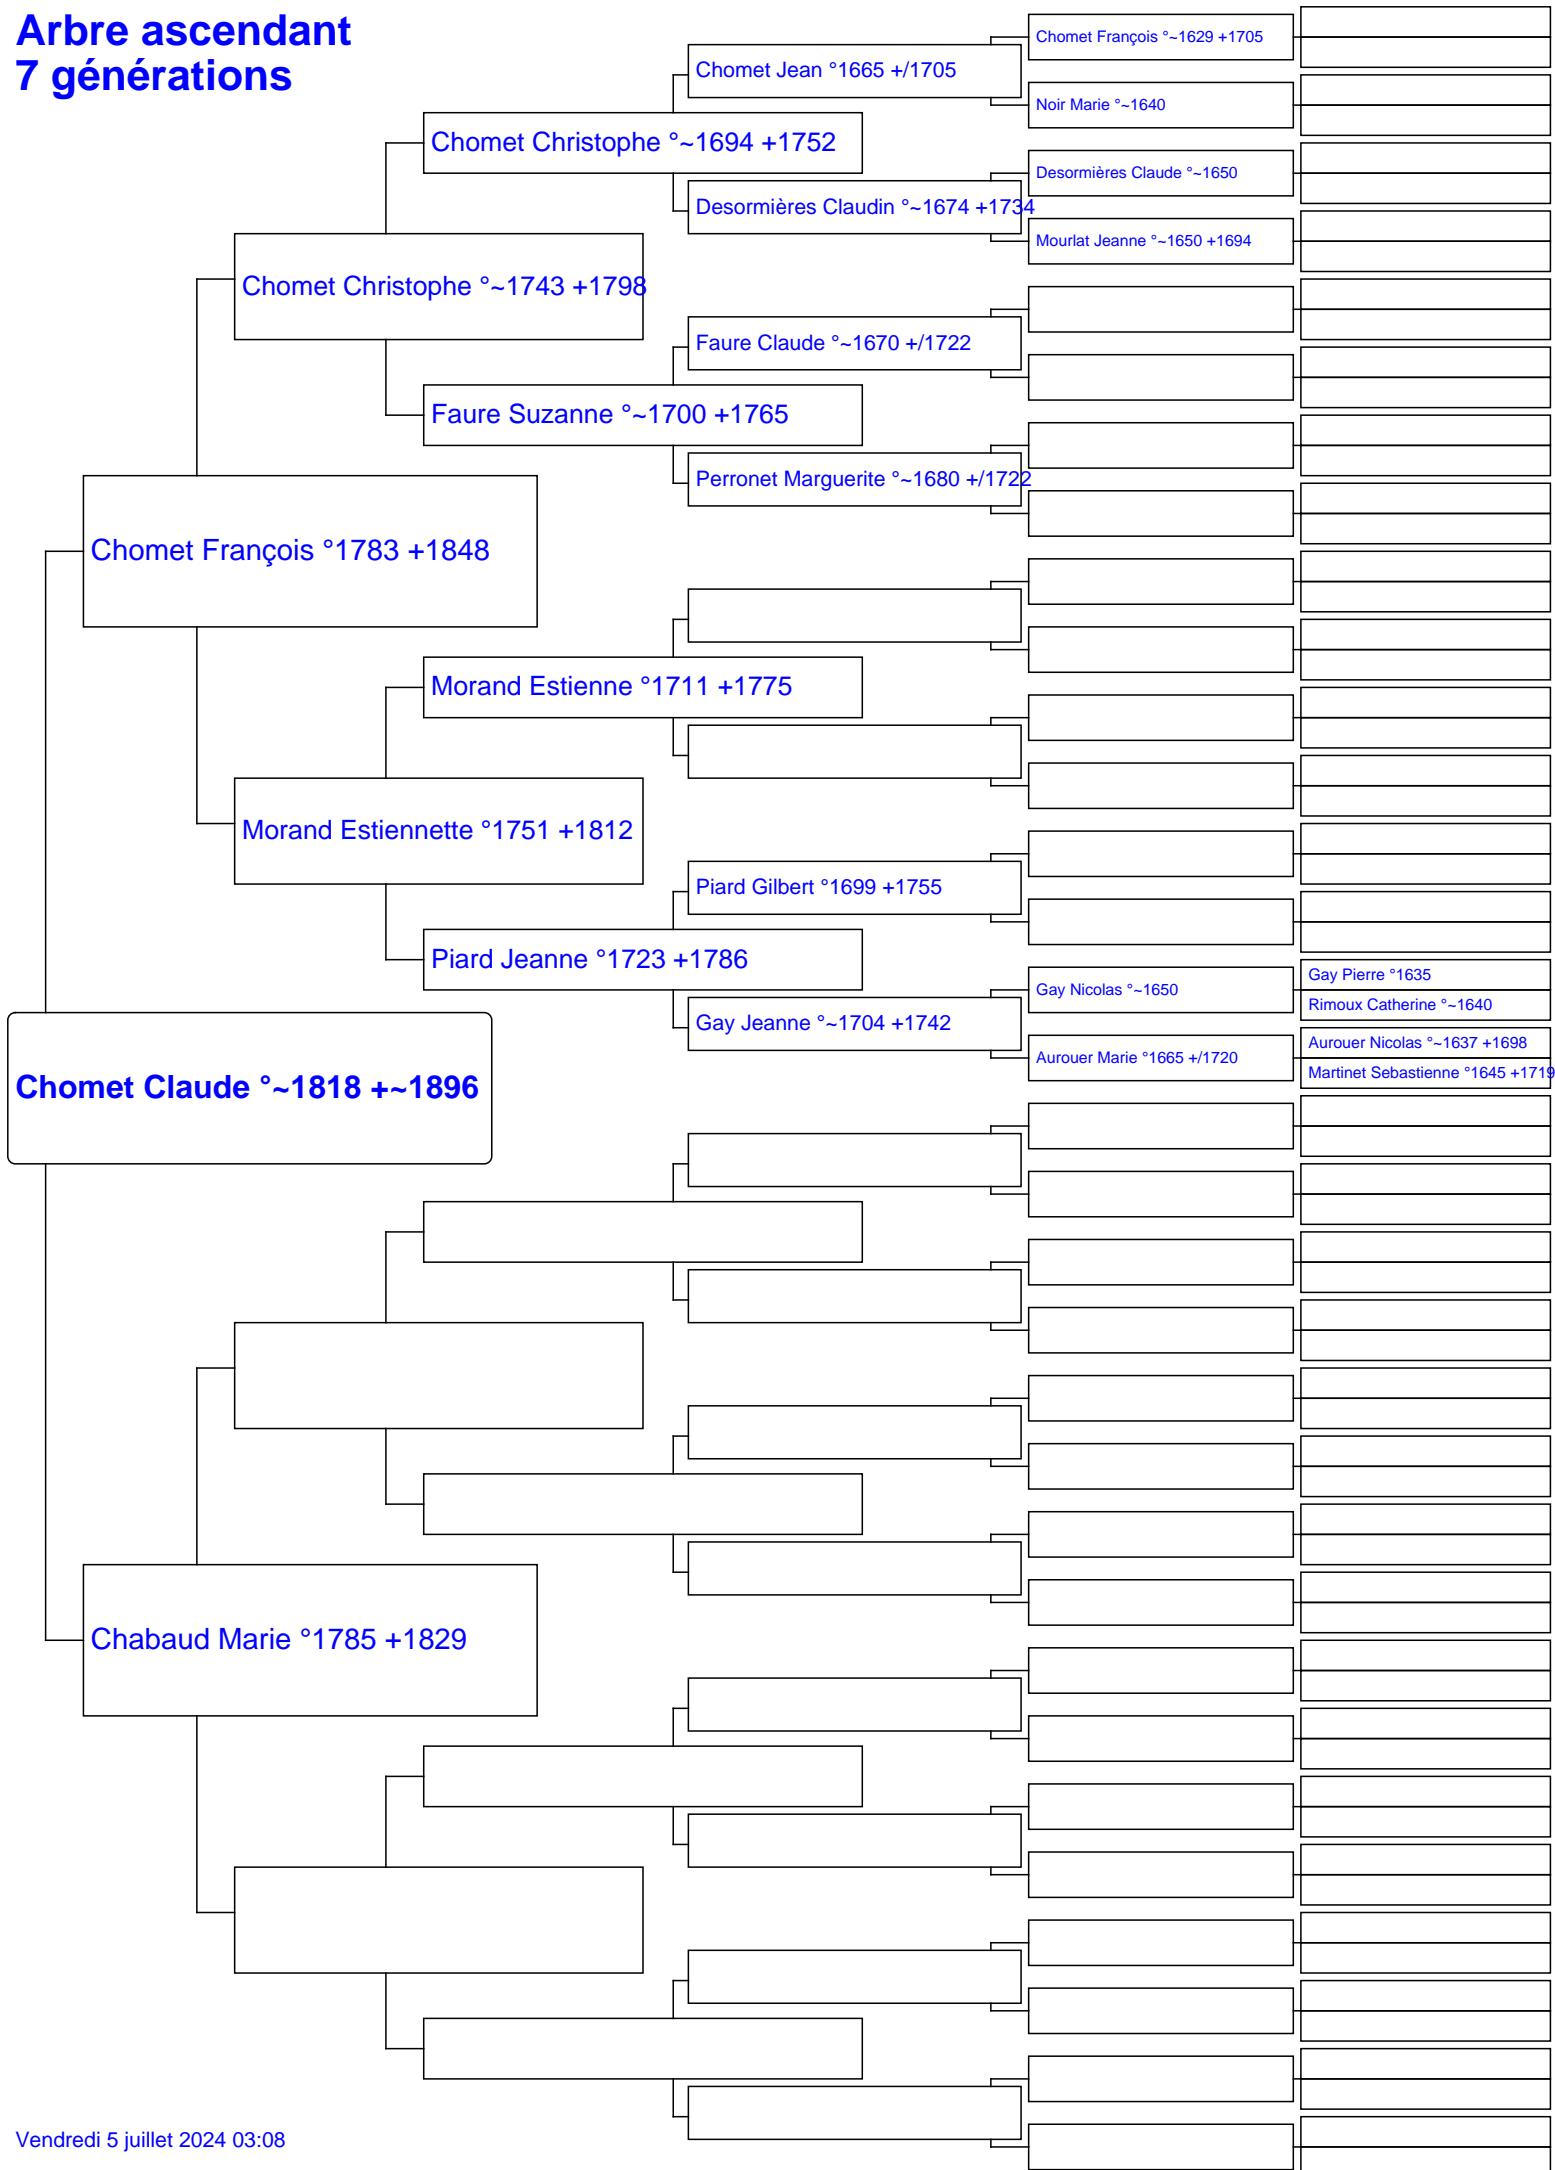 Arbre ascendant
7 générations
Chomet François °~1629 +1705
Chomet Jean °1665 +/1705
Noir Marie °~1640
Chomet Christophe °~1694 +1752
Desormières Claude °~1650
Desormières Claudin °~1674 +1734
Mourlat Jeanne °~1650 +1694
Chomet Christophe °~1743 +1798
Faure Claude °~1670 +/1722
Faure Suzanne °~1700 +1765
Perronet Marguerite °~1680 +/1722
Chomet François °1783 +1848
Morand Estienne °1711 +1775
Morand Estiennette °1751 +1812
Piard Gilbert °1699 +1755
Piard Jeanne °1723 +1786
Gay Pierre °1635
Gay Nicolas °~1650
Rimoux Catherine °~1640
Gay Jeanne °~1704 +1742
Aurouer Nicolas °~1637 +1698
Aurouer Marie °1665 +/1720
Martinet Sebastienne °1645 +1719
Chomet Claude °~1818 +~1896
Chabaud Marie °1785 +1829
Vendredi 5 juillet 2024 03:08